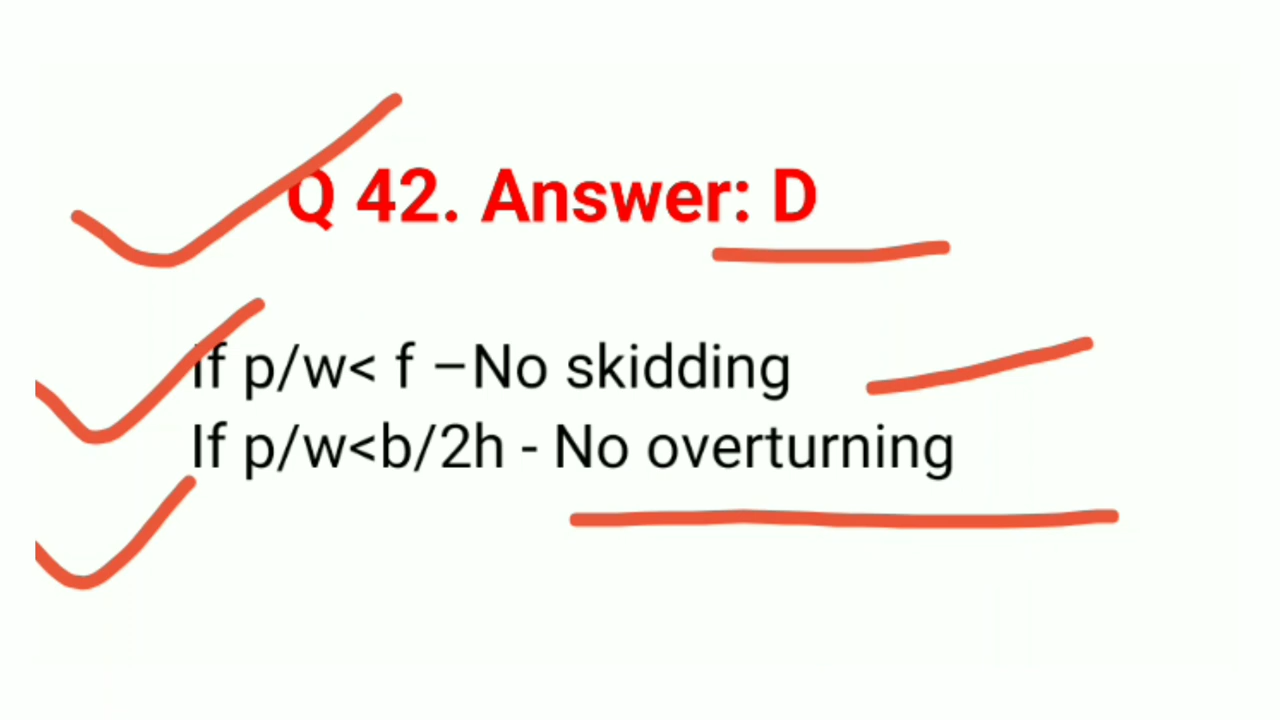 Q 42. Answer: D
If p/w< f –No skidding
If p/w<b/2h - No overturning